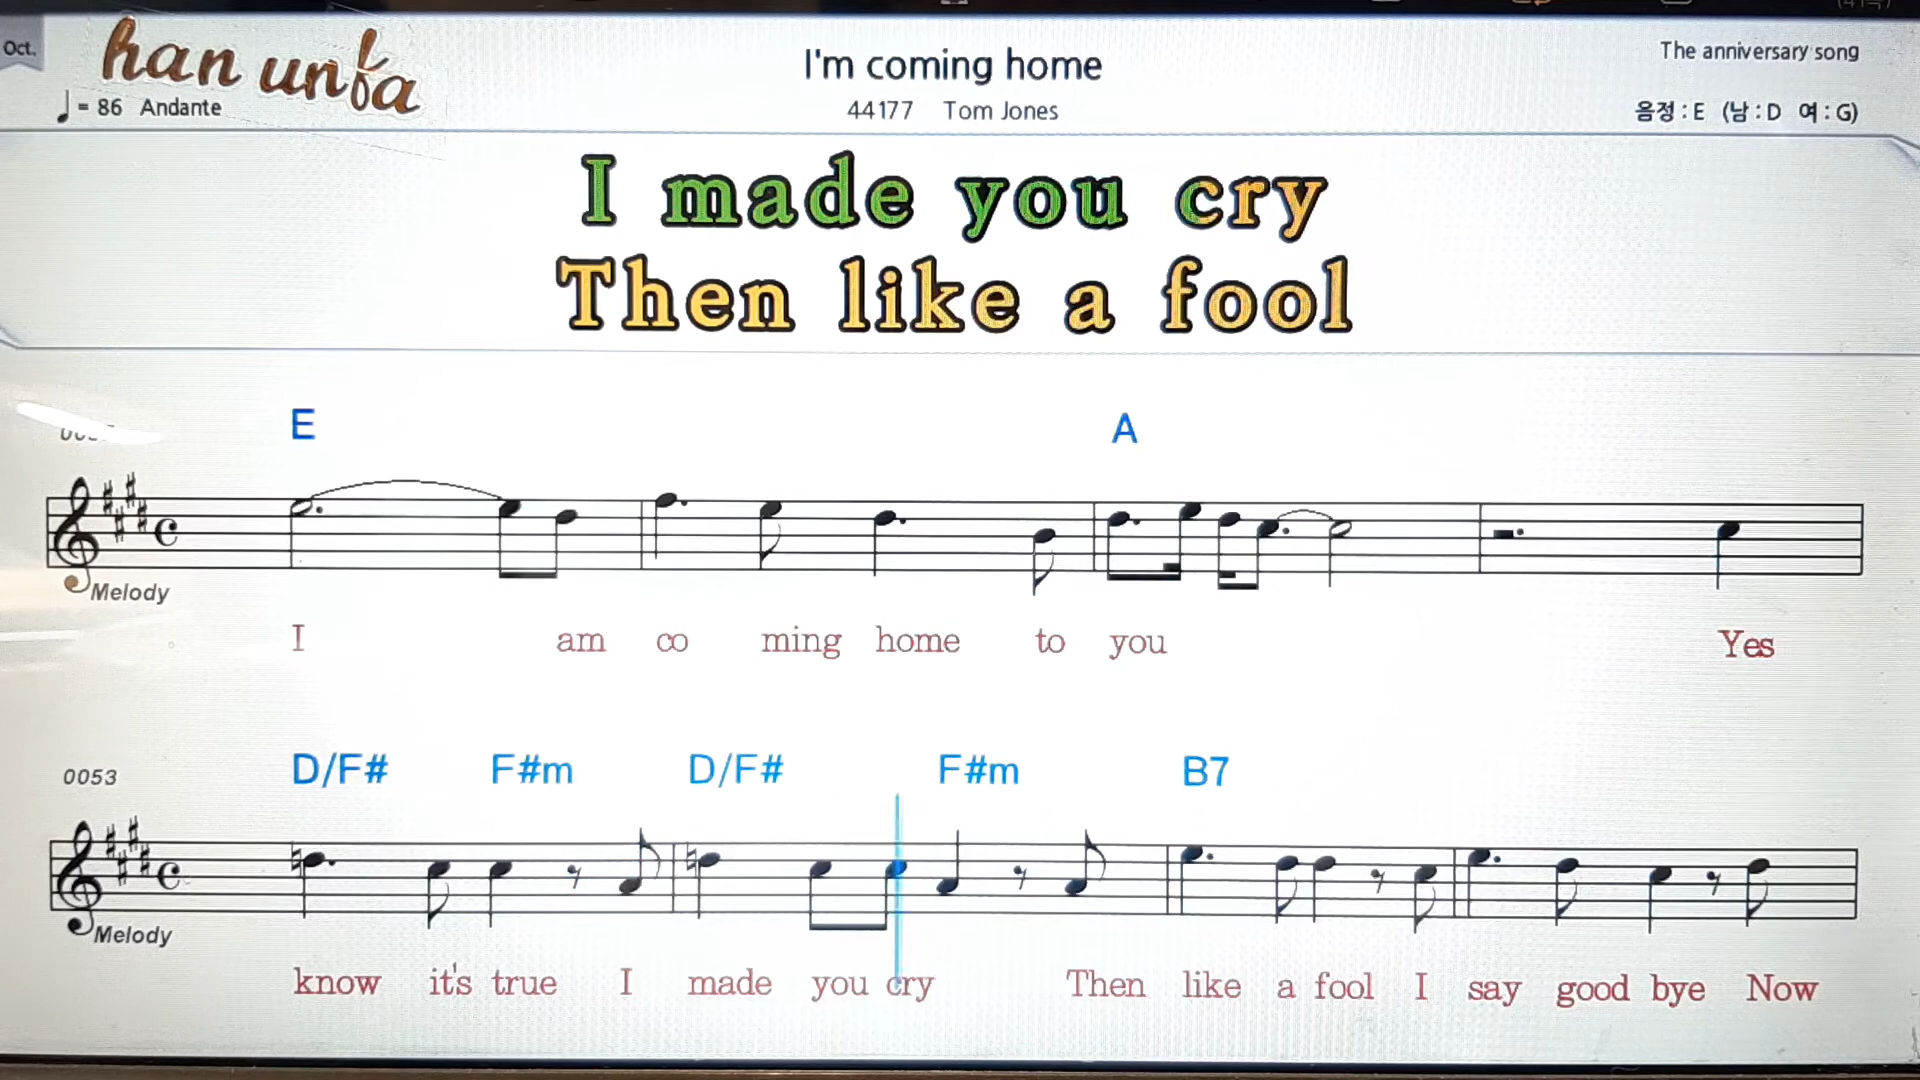 Oct.
han unfa
I'm coming home
The anniversary song
= 86 Andante
44177 Tom Jones
음정 : E (남 : D 여 : G)
I made you cry
Then like a fool
E A
Melody
I am co ming home to you Yes
D/F# F#m D/F# F#m B7
0053
Melody
know it's true I made you cry Then like a fool I say good bye Now